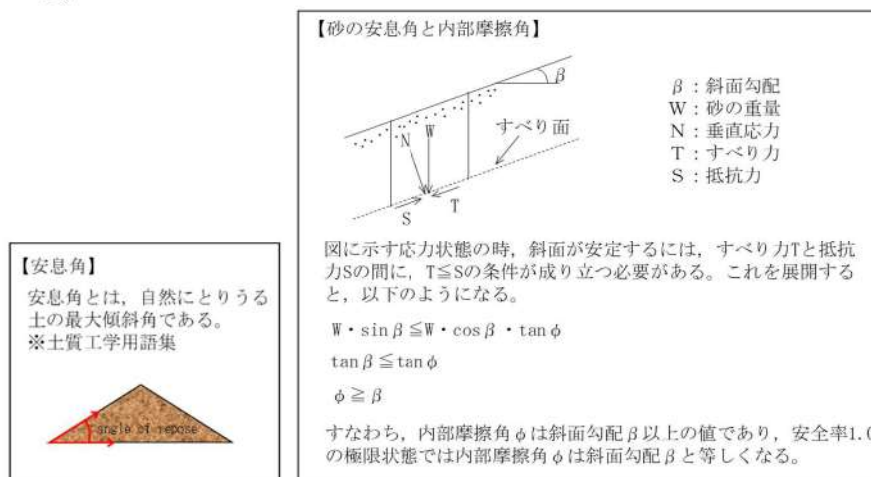 【安息角】
安息角とは，自然にとりうる
土の最大傾斜角である。
※土質工学用語集
angle of repose
【砂の安息角と内部摩擦角】
β
W
N
すべり面
T
S
β：斜面勾配
W：砂の重量
N：垂直応力
T：すべり力
S：抵抗力
図に示す応力状態の時，斜面が安定するには，すべり力Tと抵抗
力Sの間に，T≦Sの条件が成り立つ必要がある。これを展開する
と，以下のようになる。
W・sinβ≦W・cosβ・tanφ
tanβ≦tanφ
φ≧β
すなわち，内部摩擦角φは斜面勾配β以上の値であり，安全率1.0
の極限状態では内部摩擦角φは斜面勾配βと等しくなる。